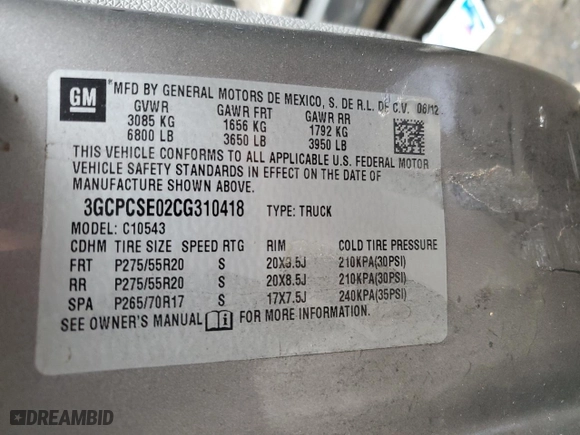 GM
MFD BY GENERAL MOTORS DE MEXICO, S. DE R.L. DE C.V. 06/12
GVWR GAWR FRT GAWR RR
3085 KG 1656 KG 1792 KG
6800 LB 3650 LB 3950 LB
THIS VEHICLE CONFORMS TO ALL APPLICABLE U.S. FEDERAL MOTOR
VEHICLE SAFETY STANDARDS IN EFFECT ON THE DATE OF
MANUFACTURE SHOWN ABOVE.
3GCPCSE02CG310418 TYPE: TRUCK
MODEL: C10543
CDHM TIRE SIZE SPEED RTG RIM COLD TIRE PRESSURE
FRT P275/55R20 S 20X8.5J 210KPA(30PSI)
RR P275/55R20 S 20X8.5J 210KPA(30PSI)
SPA P265/70R17 S 17X7.5J 240KPA(35PSI)
SEE OWNER'S MANUAL i FOR MORE INFORMATION.
DREAMBID